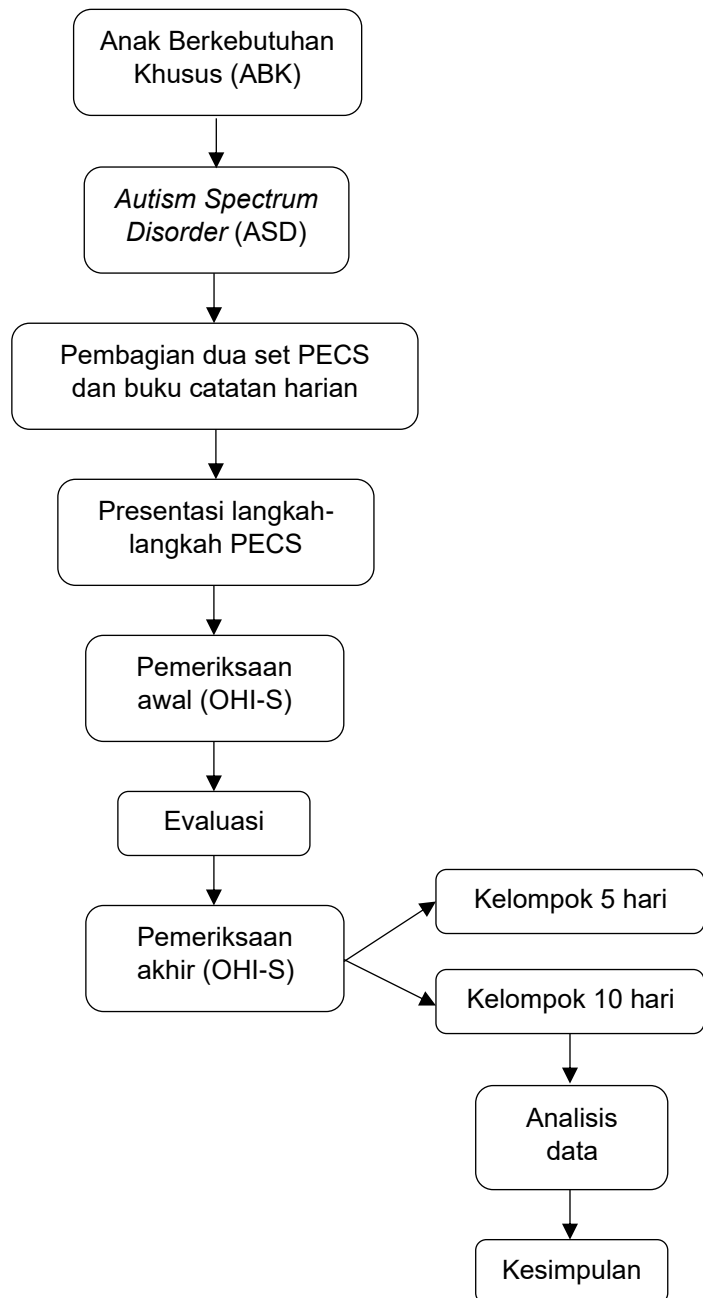 Anak Berkebutuhan
Khusus (ABK)
Autism Spectrum
Disorder (ASD)
Pembagian dua set PECS
dan buku catatan harian
Presentasi langkah-
langkah PECS
Pemeriksaan
awal (OHI-S)
Evaluasi
Pemeriksaan
akhir (OHI-S)
Kelompok 5 hari
Kelompok 10 hari
Analisis
data
Kesimpulan